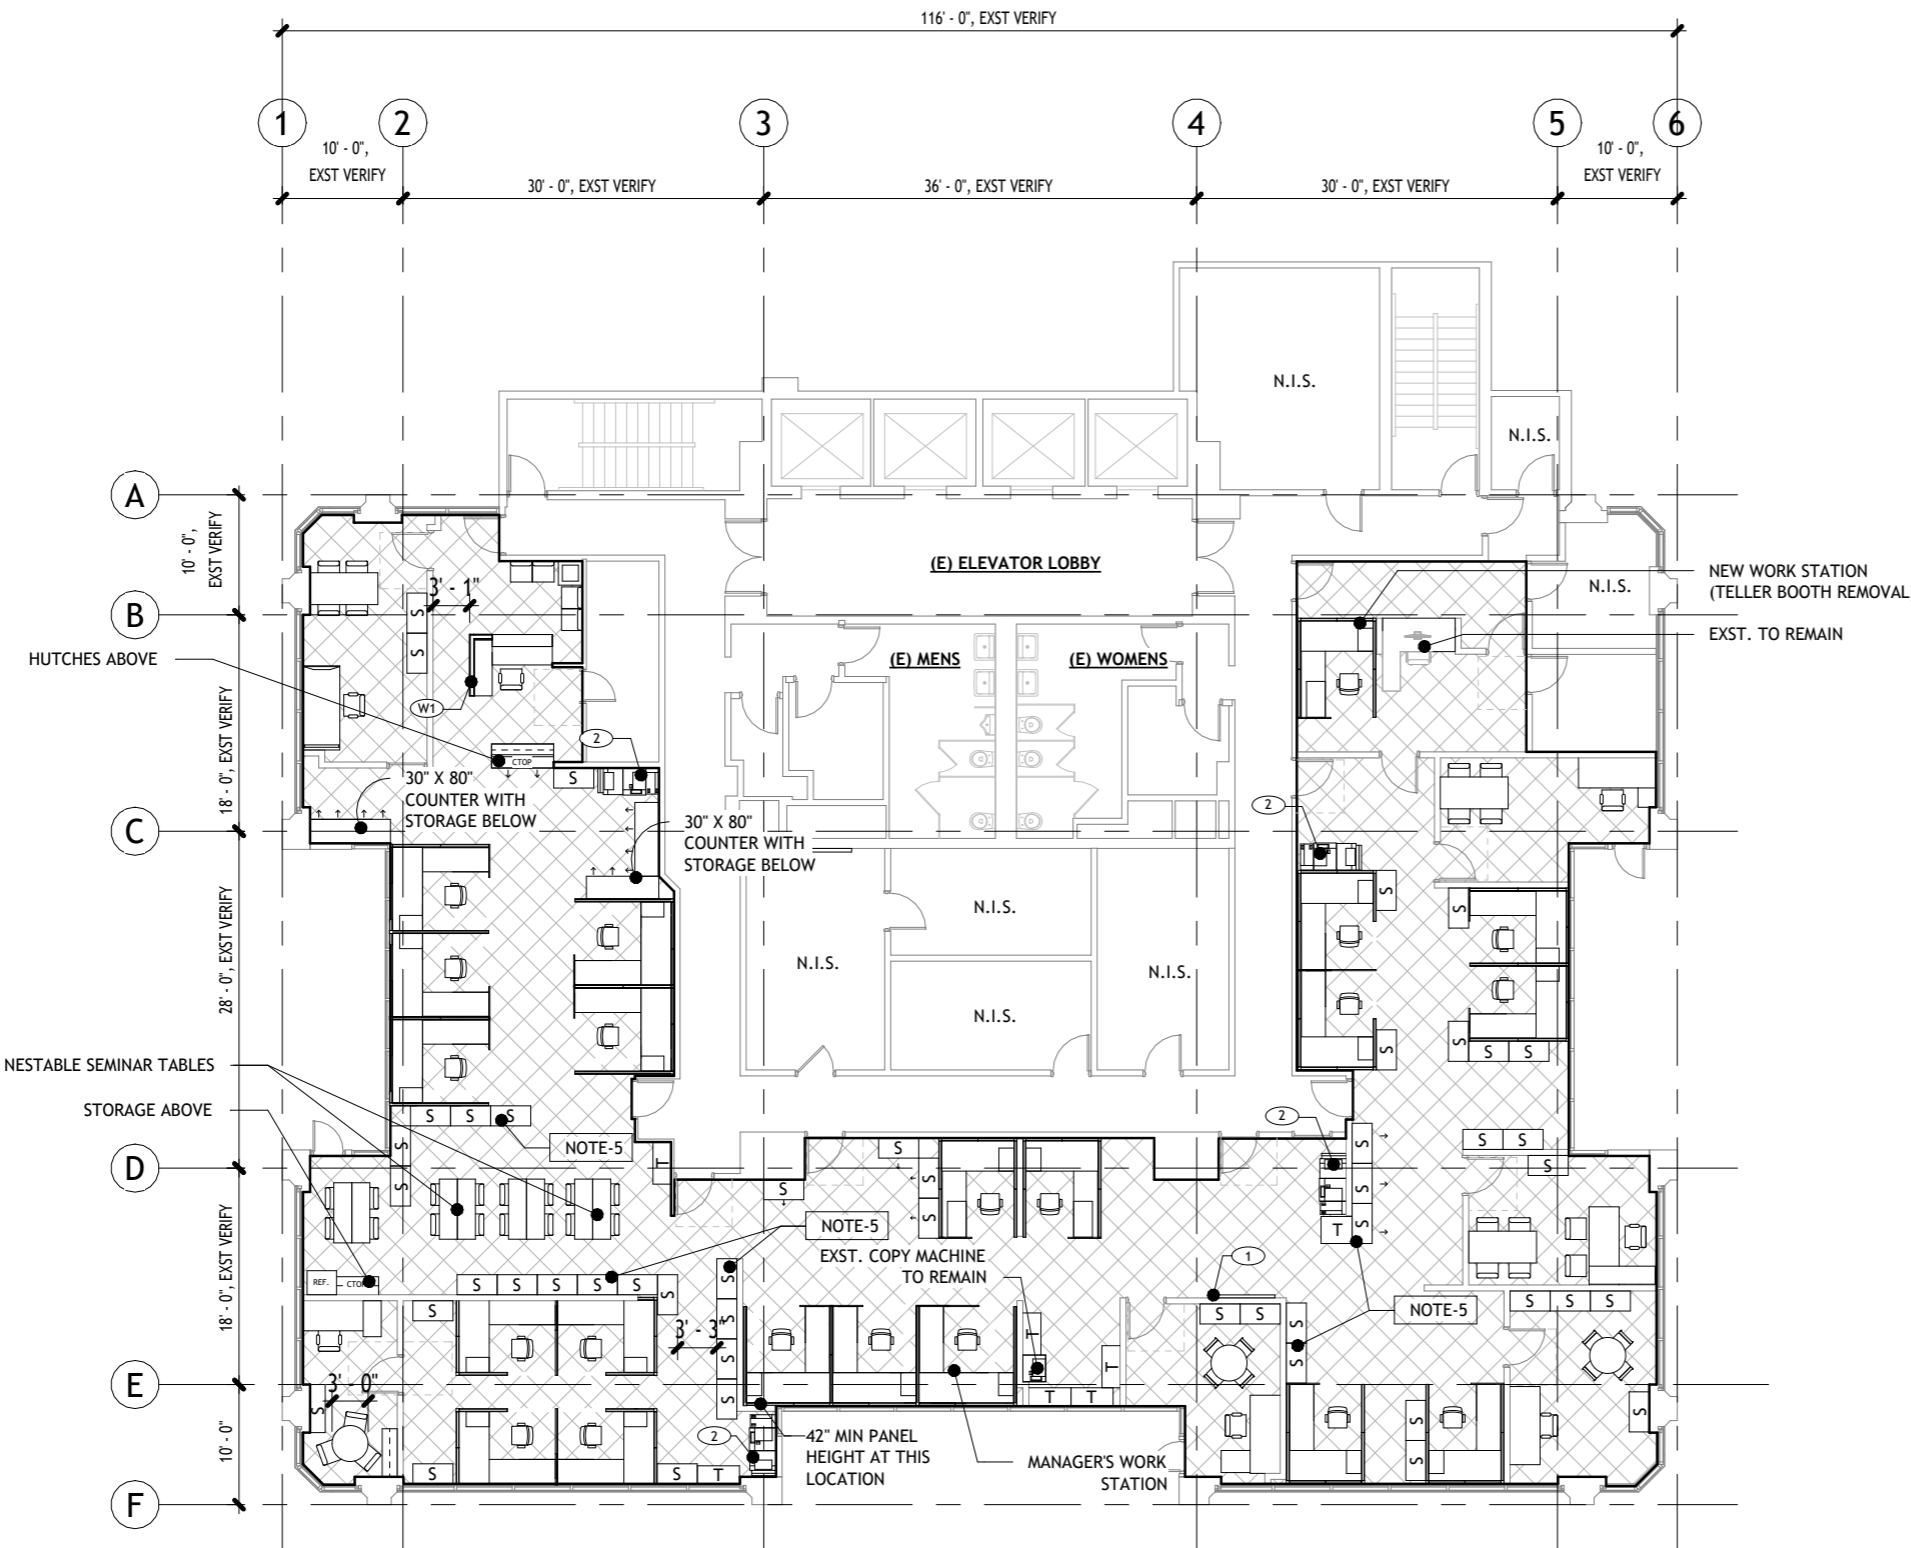 116' - 0", EXST VERIFY
1
2
3
4
5
6
10' - 0",
EXST VERIFY
30' - 0", EXST VERIFY
36' - 0", EXST VERIFY
30' - 0", EXST VERIFY
10' - 0",
EXST VERIFY
N.I.S.
N.I.S.
A
10' - 0",
EXST VERIFY
(E) ELEVATOR LOBBY
3' - 1"
NEW WORK STATION
(TELLER BOOTH REMOVAL
N.I.S.
B
S
S
EXST. TO REMAIN
HUTCHES ABOVE
(E) MENS
(E) WOMENS
W1
18' - 0", EXST VERIFY
2
CTOP
S
30" X 80"
COUNTER WITH
STORAGE BELOW
2
C
30" X 80"
COUNTER WITH
STORAGE BELOW
28' - 0", EXST VERIFY
S
S
N.I.S.
N.I.S.
N.I.S.
N.I.S.
S
S
S
S
NESTABLE SEMINAR TABLES
STORAGE ABOVE
S
S
S
2
NOTE-5
S
S
S
S
S
S
D
T
S
S
S
S
S
S
S
18' - 0", EXST VERIFY
NOTE-5
S
T
EXST. COPY MACHINE
TO REMAIN
1
REF.
CTOP
S
S
S
S
S
S
S
S
S
S
NOTE-5
S
S
S
S
S
S
3' - 3"
S
T
S
E
3' - 0"
S
S
T
T
T
S
S
S
10' - 0"
2
42" MIN PANEL
HEIGHT AT THIS
LOCATION
MANAGER'S WORK
STATION
S
S
T
S
F